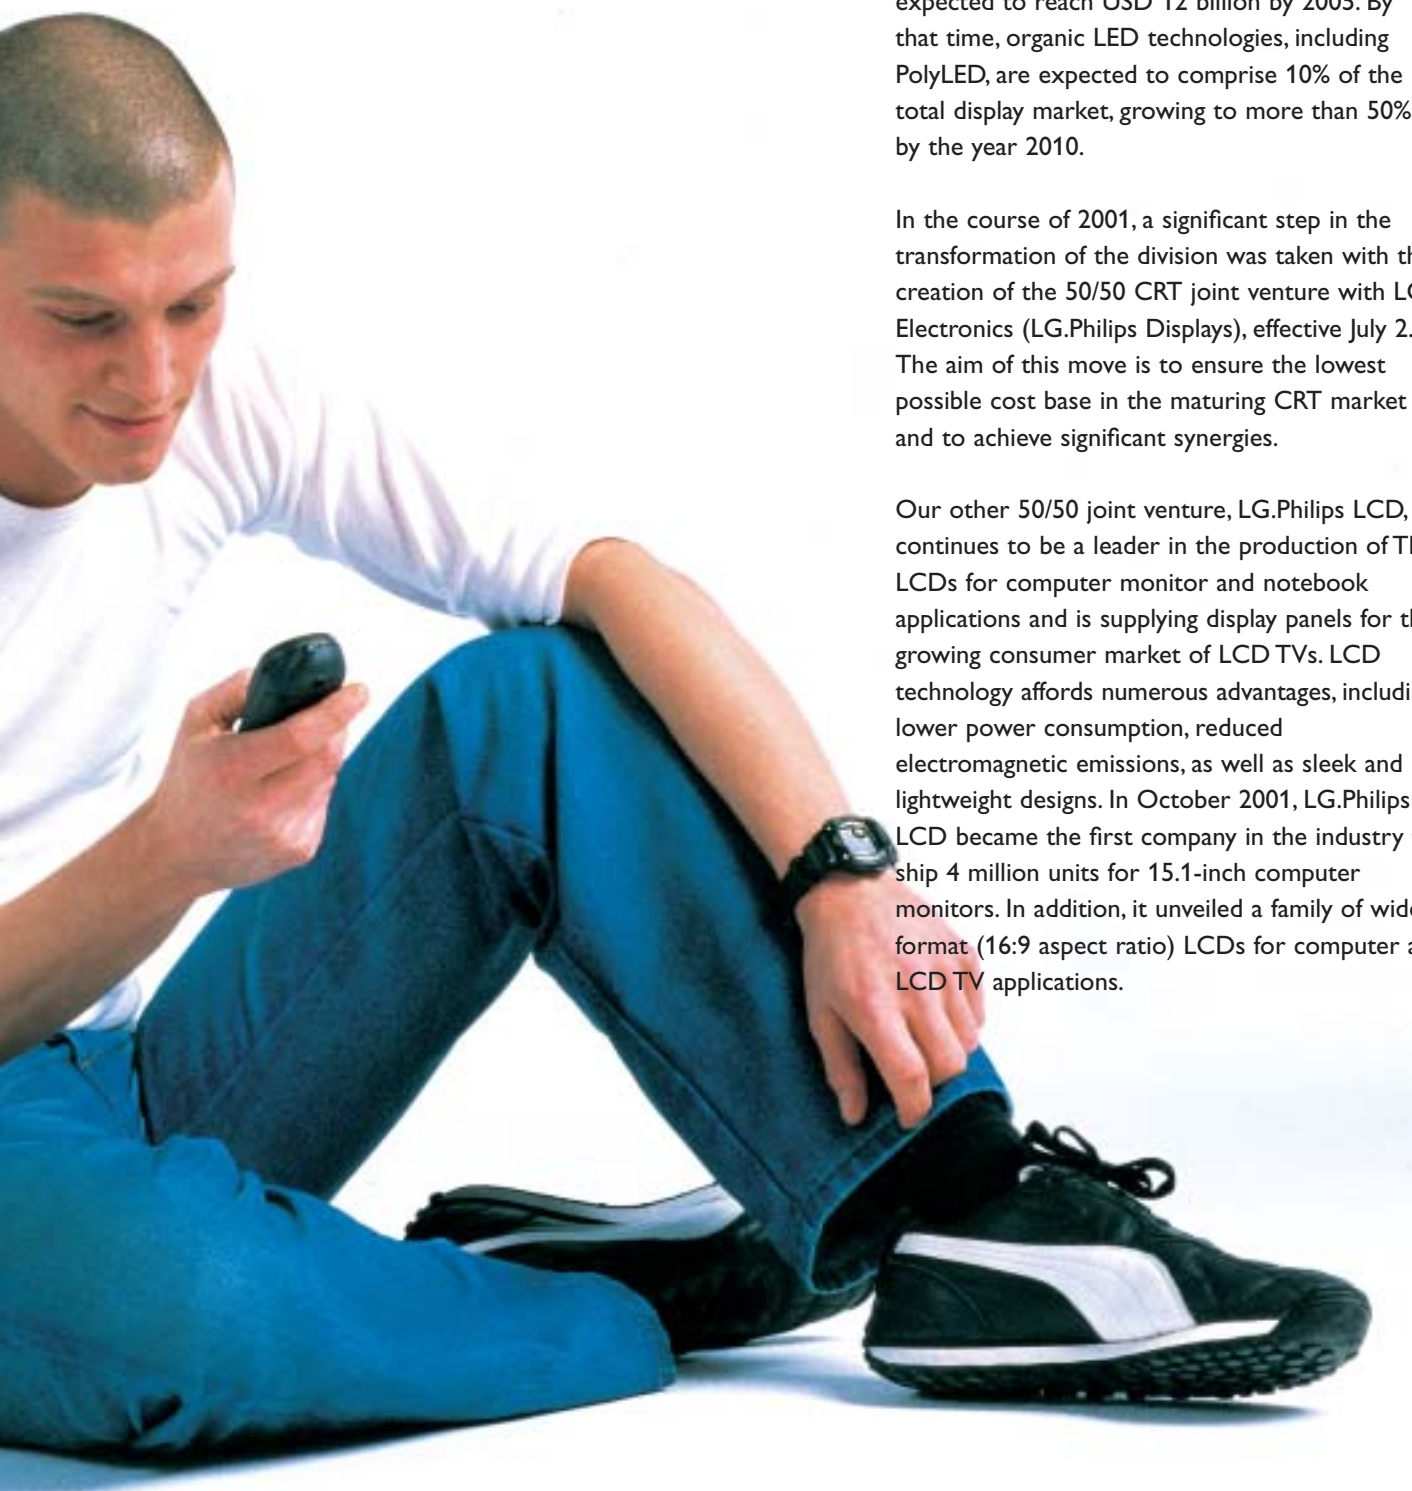 expected to reach USD 12 billion by 2005. By
that time, organic LED technologies, including
PolyLED, are expected to comprise 10% of the
total display market, growing to more than 50%
by the year 2010.
In the course of 2001, a significant step in the
transformation of the division was taken with
creation of the 50/50 CRT joint venture with
Electronics (LG.Philips Displays), effective July 2.
The aim of this move is to ensure the lowest
possible cost base in the maturing CRT market
and to achieve significant synergies.
Our other 50/50 joint venture, LG.Philips LCD,
continues to be a leader in the production of
LCDs for computer monitor and notebook
applications and is supplying display panels for
growing consumer market of LCD TVs. LCD
technology affords numerous advantages,
lower power consumption, reduced
electromagnetic emissions, as well as sleek and
lightweight designs. In October 2001, LG.Philips
LCD became the first company in the industry
ship 4 million units for 15.1-inch computer
monitors. In addition, it unveiled a family of
format (16:9 aspect ratio) LCDs for computer
LCD TV applications.